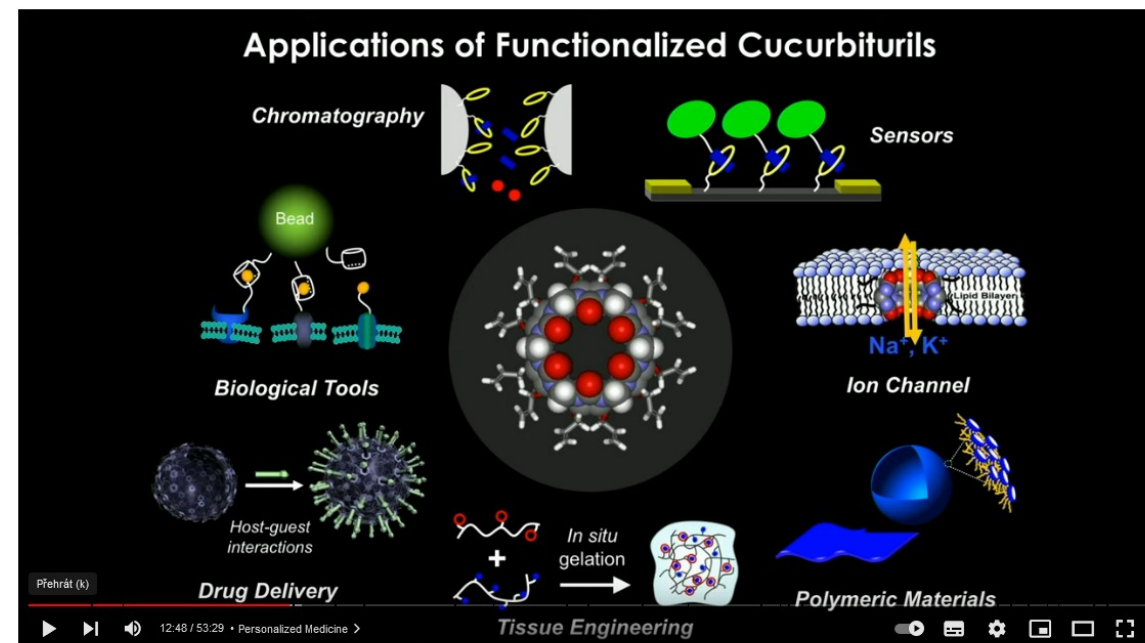 Applications of Functionalized Cucurbiturils
Chromatography
Sensors
Bead
Lipid Bilayer
Na⁺, K⁺
Biological Tools
Ion Channel
Host-guest
interactions
In situ
gelation
+
Drug Delivery
Polymeric Materials
Tissue Engineering
Přehrát (k)
12:48 / 53:29 • Personalized Medicine >